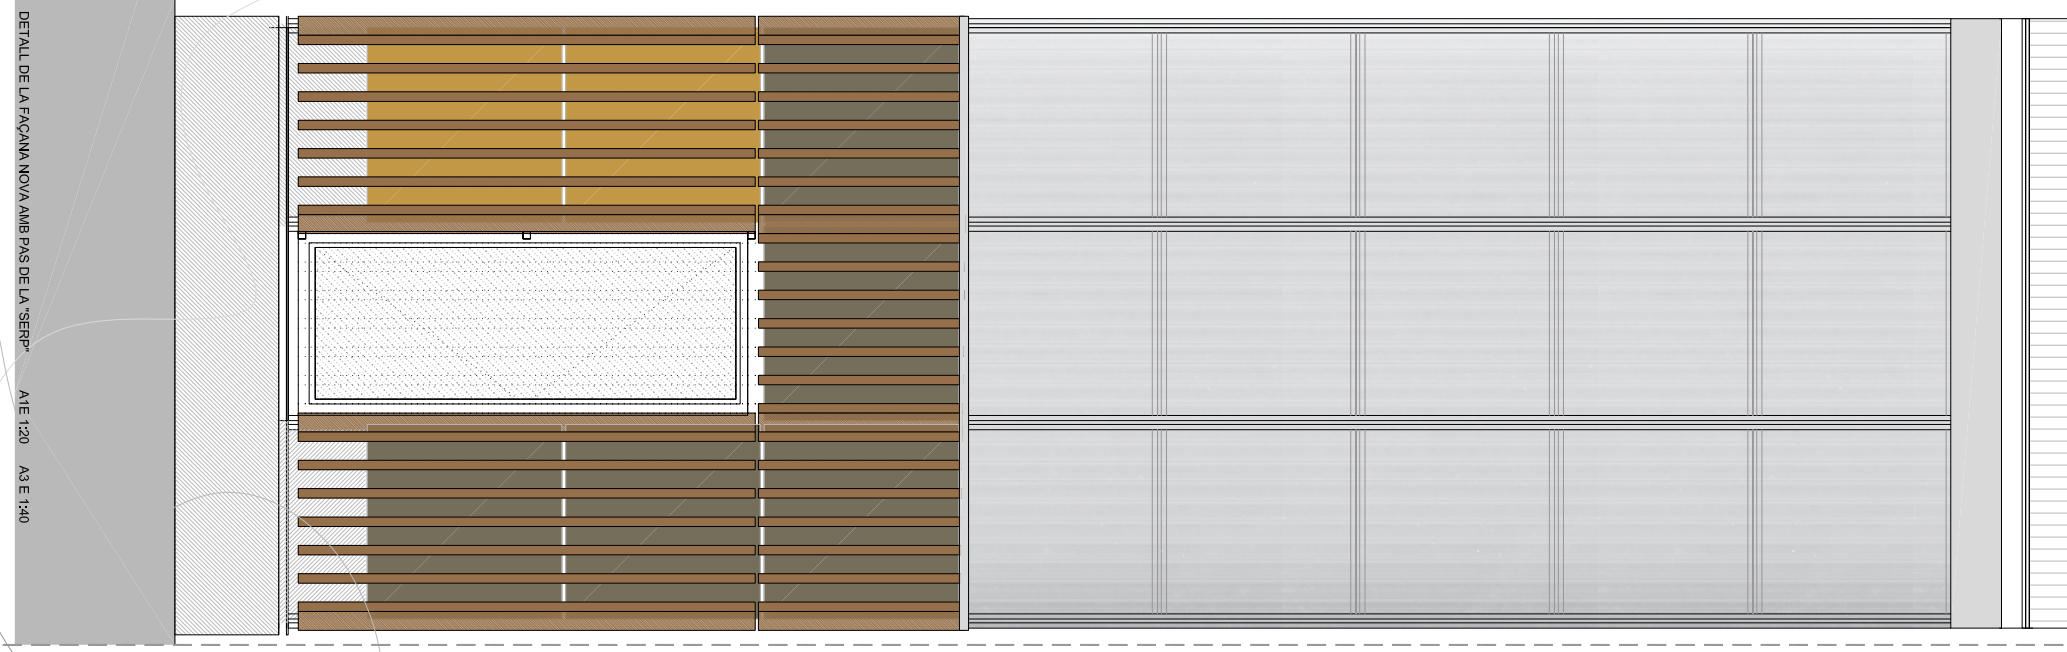 DETALL DE LA FAÇANA NOVA AMB PAS DE LA "SERP" A1E 1:20 A3 E 1:40